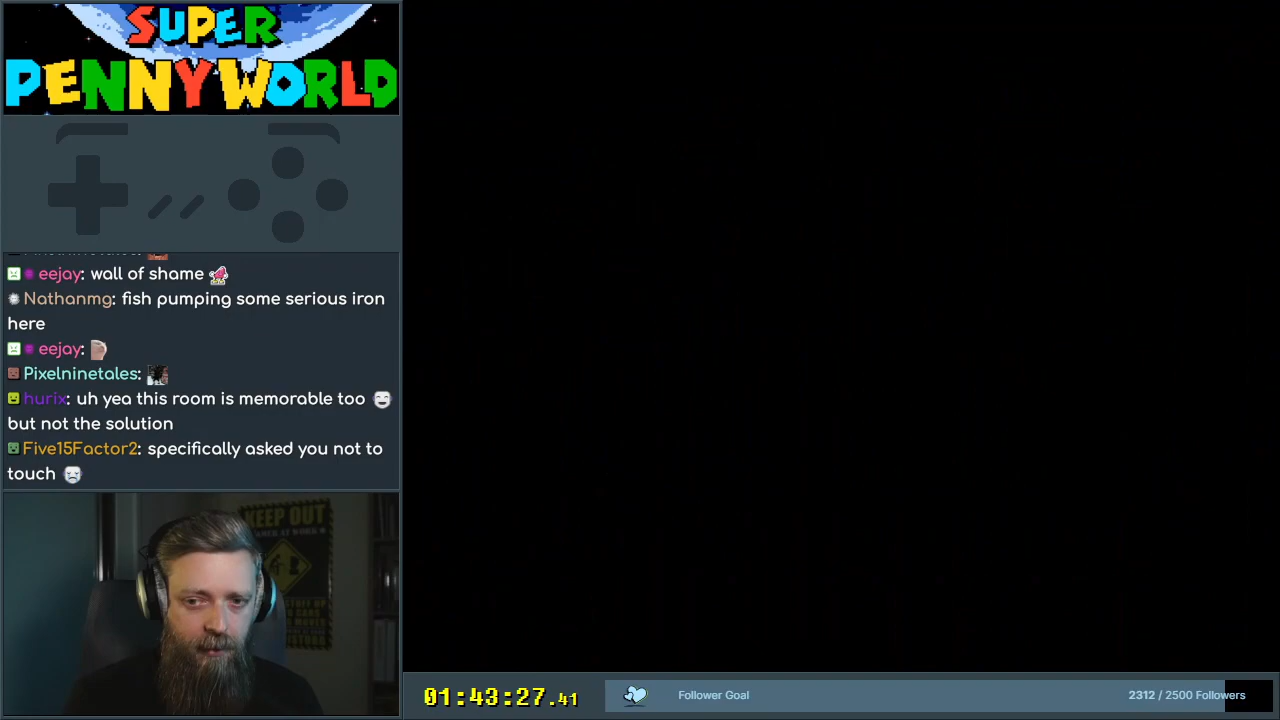 SUPER
PENNY WORLD
eejay: wall of shame
Nathanmg: fish pumping some serious iron
here
eejay:
Pixelninetales:
hurix: uh yea this room is memorable too
but not the solution
Five15Factor2: specifically asked you not to
touch
KEEP OUT
01:43:27.41
Follower Goal
2312 / 2500 Followers